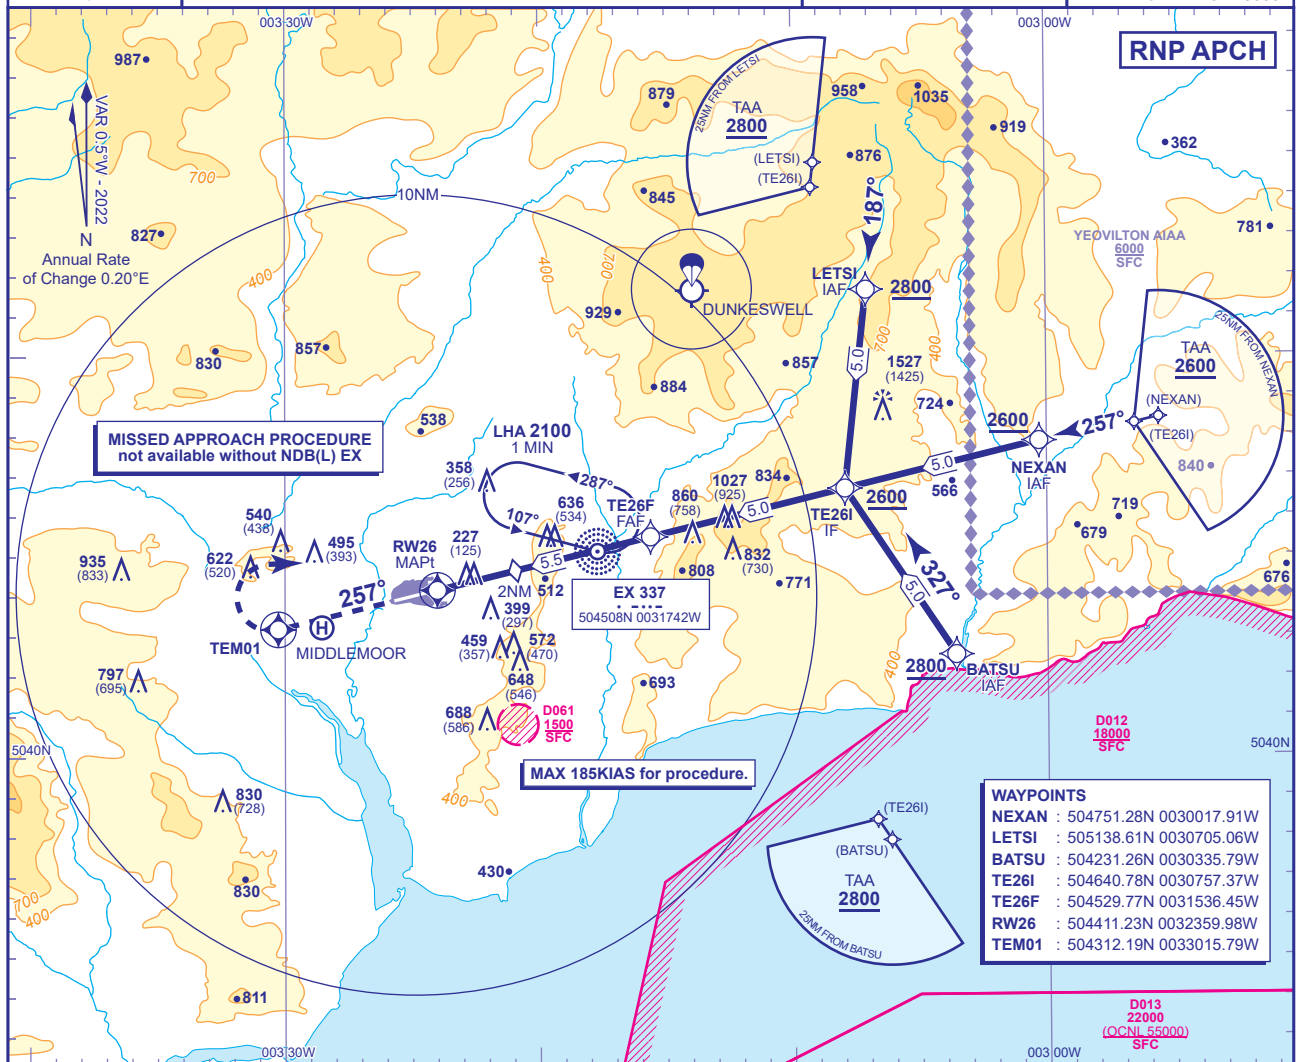 003 30W
003 00W
RNP APCH
987
VAR 0.5°W - 2022
N
Annual Rate
of Change 0.20°E
700
10NM
827
400
830
857
879
25NM FROM LETSI
TAA
2800
(LETSI)
(TE26I)
958
1035
919
876
845
362
781
187°
YEOVILTON AIAA
6000
SFC
400
700
DUNKESWELL
LETSI
IAF
2800
929
857
884
5.0
700
400
1527
(1425)
724
25NM FROM NEXAN
TAA
2600
(NEXAN)
(TE26I)
840
2600
257°
NEXAN
IAF
5.0
566
719
679
676
538
MISSED APPROACH PROCEDURE
not available without NDB(L) EX
LHA 2100
1 MIN
287°
107°
358
(256)
636
(534)
TE26F
FAF
860
(758)
1027
(925)
834
5.0
TE26I
IF
2600
832
(730)
808
771
327°
5.0
540
(438)
495
(393)
622
(520)
935
(833)
RW26
MAPt
227
(125)
5.5
2NM
512
257°
EX 337
504508N 0031742W
399
(297)
TEM01
H
MIDDLEMOOR
459
(357)
572
(470)
648
(546)
797
(695)
693
400
2800
BATSU
IAF
688
(586)
D061
1500
SFC
D012
18000
SFC
5040N
5040N
MAX 185KIAS for procedure.
830
(728)
400
430
830
700
400
811
(TE26I)
(BATSU)
TAA
2800
25NM FROM BATSU
WAYPOINTS
NEXAN : 504751.28N 0030017.91W
LETSI : 505138.61N 0030705.06W
BATSU : 504231.26N 0030335.79W
TE26I : 504640.78N 0030757.37W
TE26F : 504529.77N 0031536.45W
RW26 : 504411.23N 0032359.98W
TEM01 : 504312.19N 0033015.79W
D013
22000
(OCNL 55000)
SFC
003 30W
003 00W